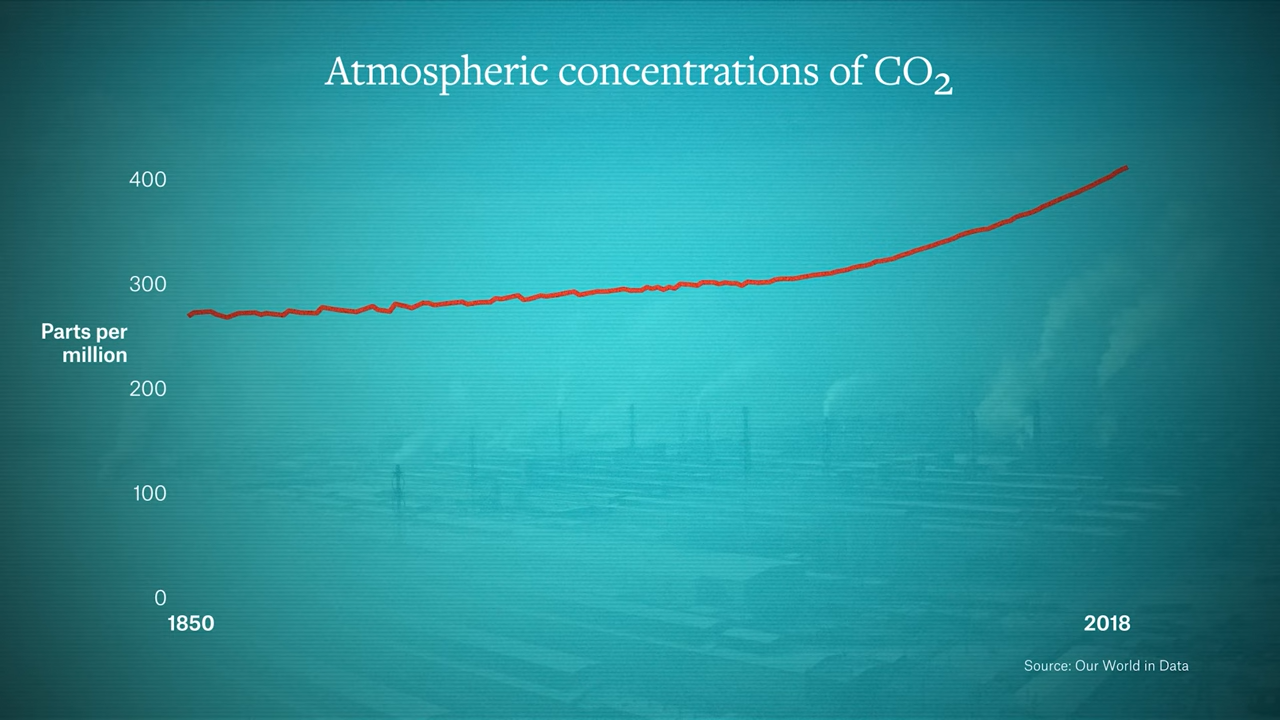 Atmospheric concentrations of CO₂
400
300
Parts per
million
200
100
0
1850
2018
Source: Our World in Data